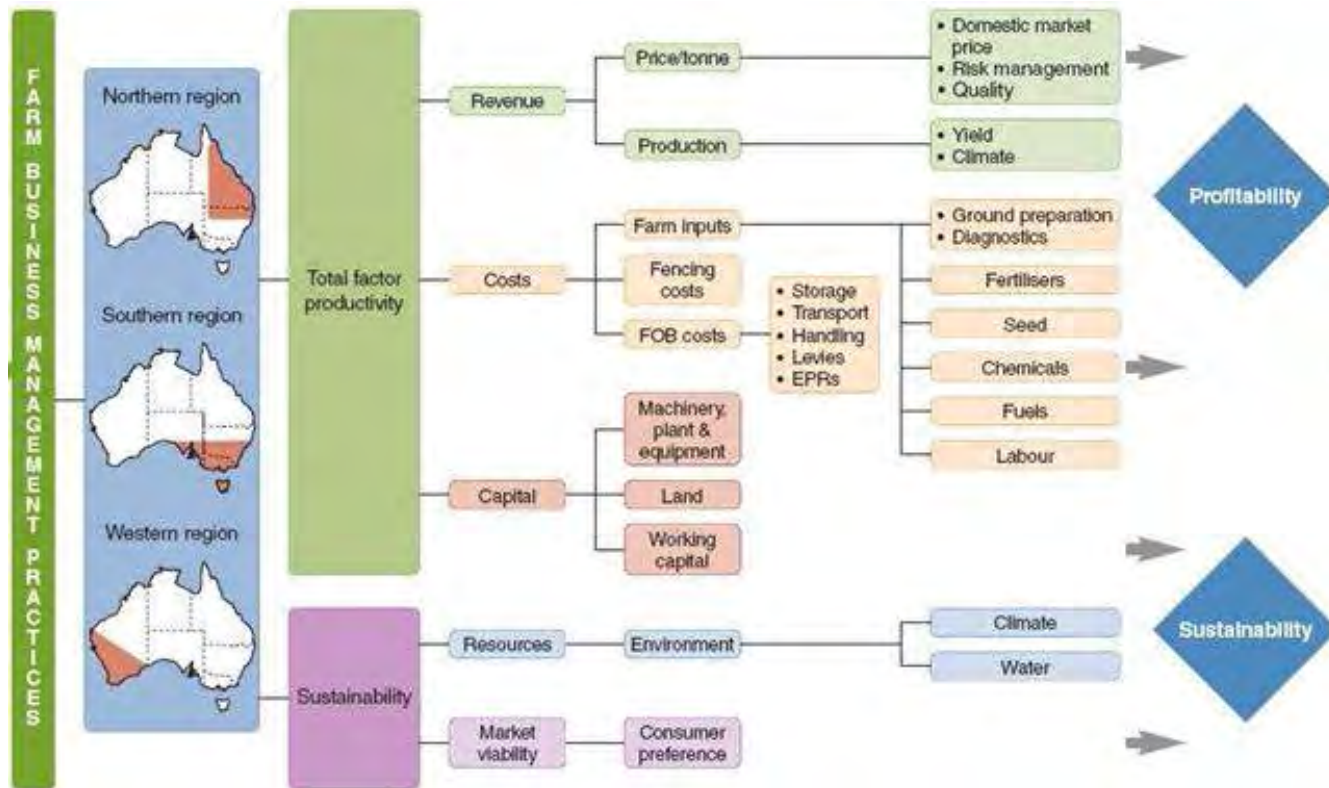 FARM BUSINESS MANAGEMENT PRACTICES
Northern region
Southern region
Western region
Total factor
productivity
Sustainability
Revenue
Costs
Capital
Resources
Market
viability
Price/tonne
Production
Farm inputs
Fencing
costs
FOB costs
Machinery,
plant &
equipment
Land
Working
capital
Environment
Consumer
preference
• Storage
• Transport
• Handling
• Levies
• EPRs
• Domestic market
price
• Risk management
• Quality
• Yield
• Climate
• Ground preparation
• Diagnostics
Fertilisers
Seed
Chemicals
Fuels
Labour
Climate
Water
Profitability
Sustainability